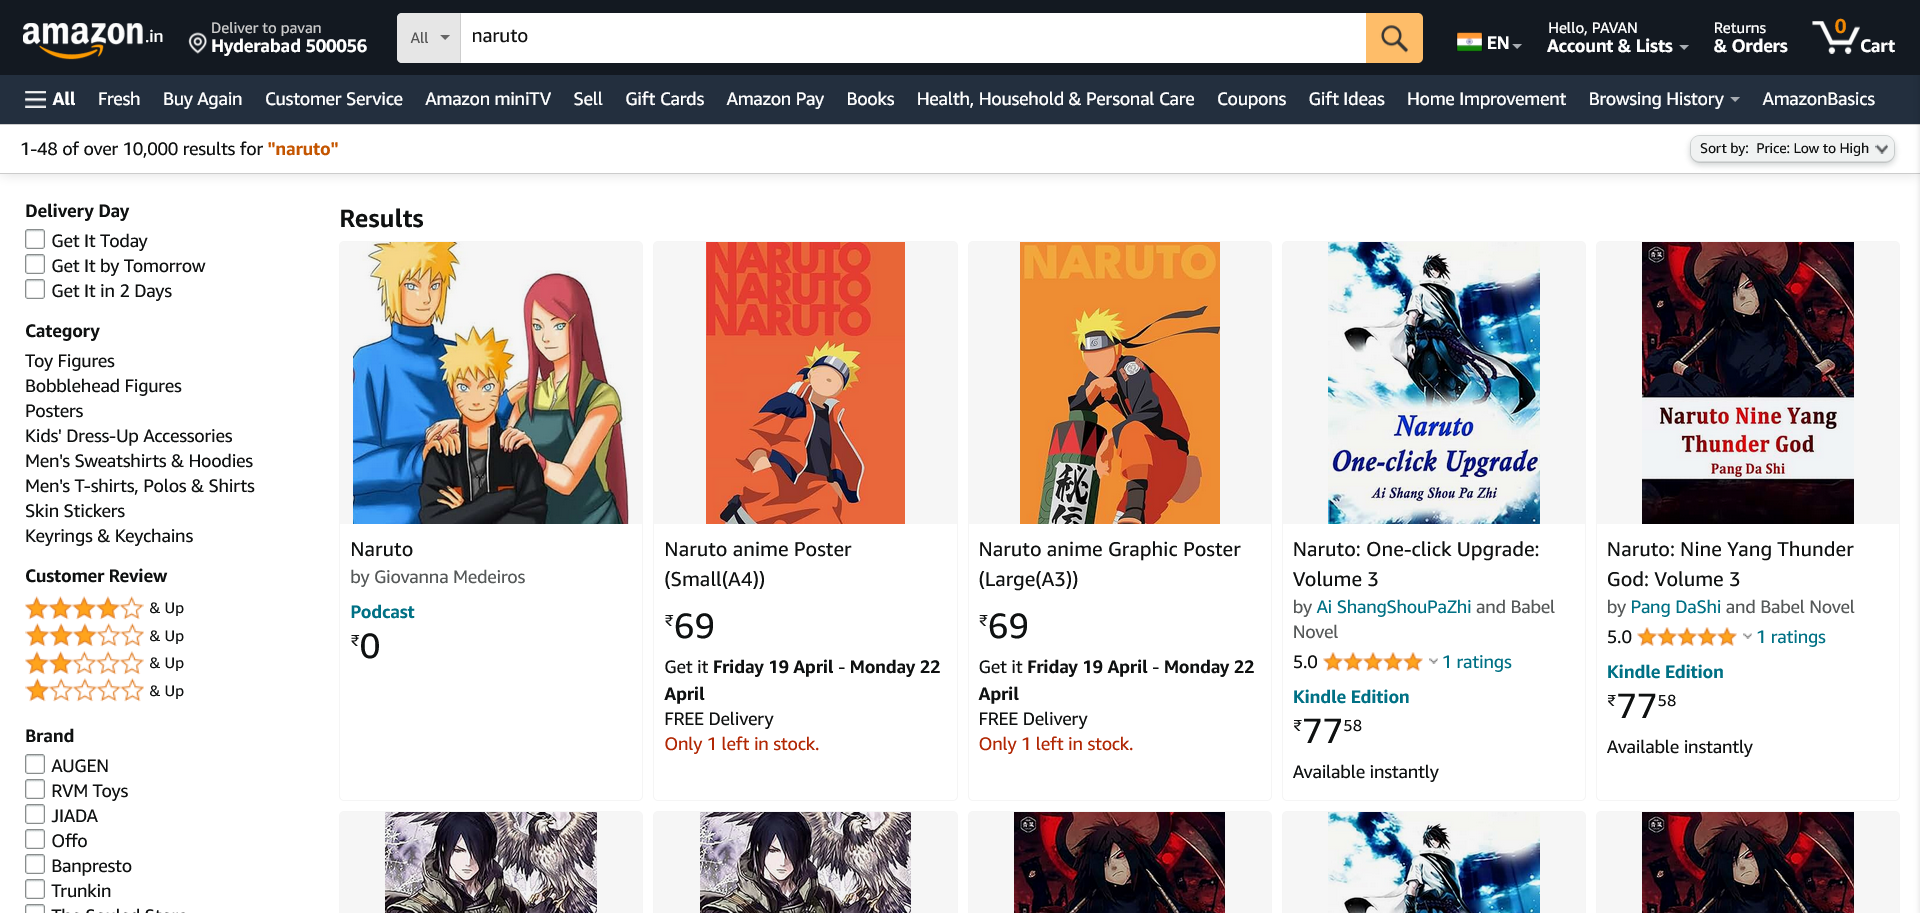 amazon.in
Deliver to pavan
Hyderabad 500056
All
naruto
EN
Hello, PAVAN
Account & Lists
Returns
& Orders
0
Cart
All
Fresh
Buy Again
Customer Service
Amazon miniTV
Sell
Gift Cards
Amazon Pay
Books
Health, Household & Personal Care
Coupons
Gift Ideas
Home Improvement
Browsing History
AmazonBasics
1-48 of over 10,000 results for "naruto"
Sort by: Price: Low to High
Delivery Day
Get It Today
Get It by Tomorrow
Get It in 2 Days
Category
Toy Figures
Bobblehead Figures
Posters
Kids' Dress-Up Accessories
Men's Sweatshirts & Hoodies
Men's T-shirts, Polos & Shirts
Skin Stickers
Keyrings & Keychains
Customer Review
& Up
& Up
& Up
& Up
Brand
AUGEN
RVM Toys
JIADA
Offo
Banpresto
Trunkin
Results
Naruto
by Giovanna Medeiros
Podcast
₹0
NARUTO
NARUTO
NARUTO
Naruto anime Poster
(Small(A4))
₹69
Get it Friday 19 April - Monday 22
April
FREE Delivery
Only 1 left in stock.
NARUTO
秘
伝
Naruto anime Graphic Poster
(Large(A3))
₹69
Get it Friday 19 April - Monday 22
April
FREE Delivery
Only 1 left in stock.
Naruto
One-click Upgrade
Ai Shang Shou Pa Zhi
Naruto: One-click Upgrade:
Volume 3
by Ai ShangShouPaZhi and Babel
Novel
5.0 1 ratings
Kindle Edition
₹77 58
Available instantly
Naruto Nine Yang
Thunder God
Pang Da Shi
Naruto: Nine Yang Thunder
God: Volume 3
by Pang DaShi and Babel Novel
5.0 1 ratings
Kindle Edition
₹77 58
Available instantly